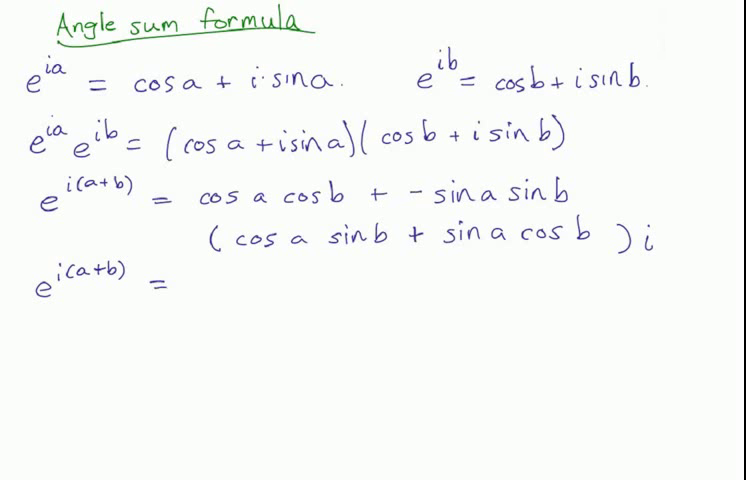 Angle sum formula
e^{ia} = cos a + i·sin a.    e^{ib} = cos b + i sin b.
e^{ia} e^{ib} = (cos a + i sin a)(cos b + i sin b)
e^{i(a+b)} = cos a cos b + - sin a sin b
(cos a sin b + sin a cos b) i
e^{i(a+b)} =